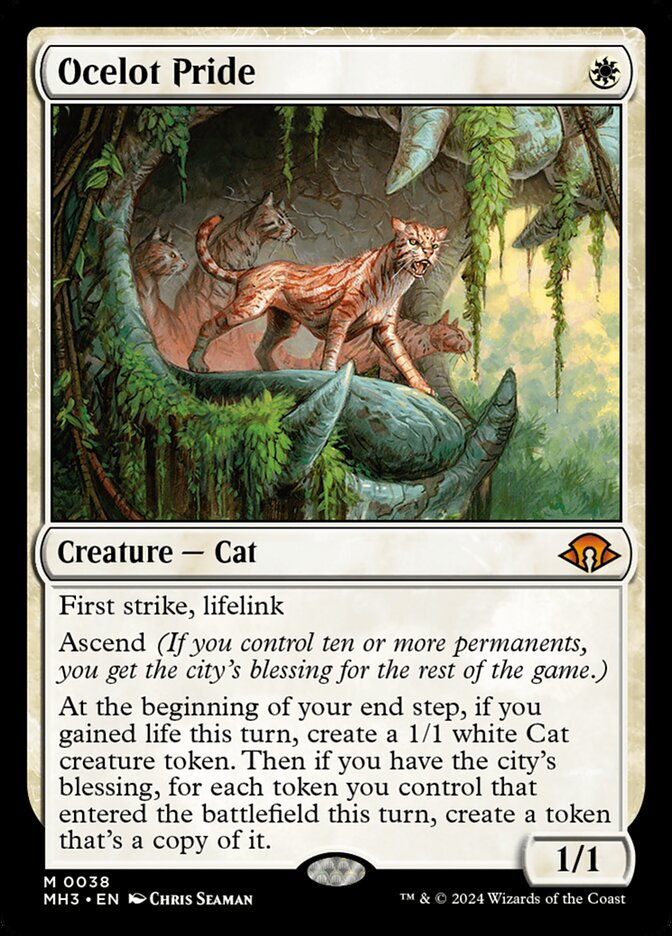 Ocelot Pride
Creature — Cat
First strike, lifelink
Ascend (If you control ten or more permanents,
you get the city's blessing for the rest of the game.)
At the beginning of your end step, if you
gained life this turn, create a 1/1 white Cat
creature token. Then if you have the city's
blessing, for each token you control that
entered the battlefield this turn, create a token
that's a copy of it.
1/1
M 0038
MH3 • EN Chris Seaman
™ & © 2024 Wizards of the Coast